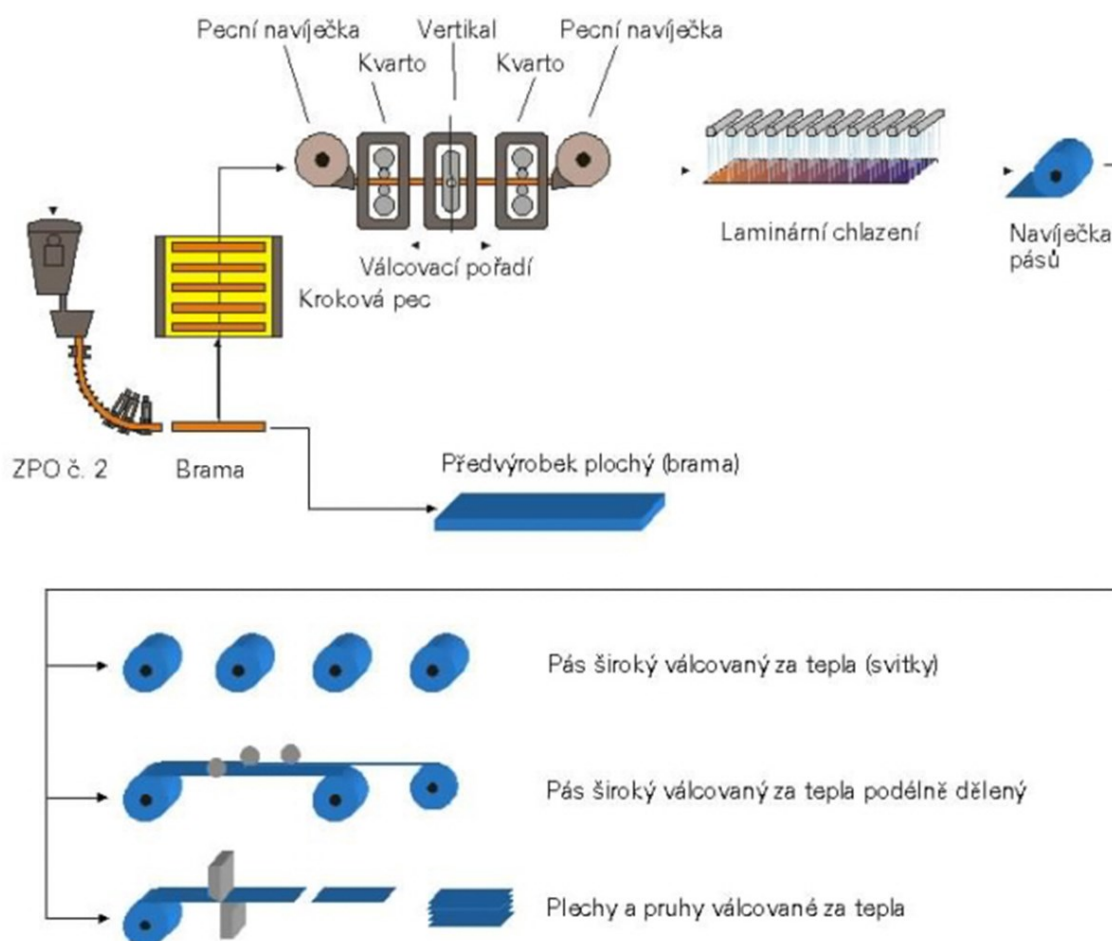 Pecní navíječka
Vertikal
Pecní navíječka
Kvarto
Kvarto
Laminární chlazení
Navíječka
pásů
Válcovací pořadí
Kroková pec
ZPO č. 2
Brama
Předvýrobek plochý (brama)
Pás široký válcovaný za tepla (svitky)
Pás široký válcovaný za tepla podélně dělený
Plechy a pruhy válcované za tepla